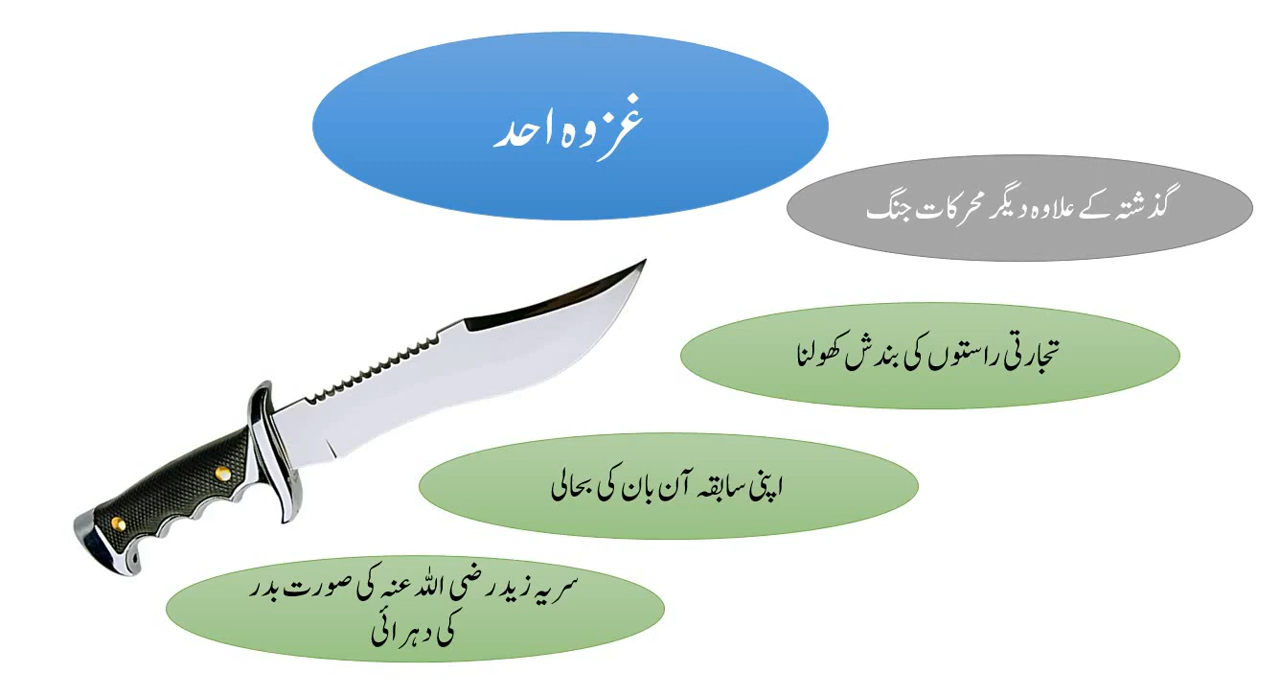 غزوہ احد
گذشتہ کے علاوہ دیگر محرکات جنگ
تجارتی راستوں کی بندش کھولنا
اپنی سابقہ آن بان کی بحالی
سریہ زید رضی اللہ عنہ کی صورت بدر
کی دہرائی